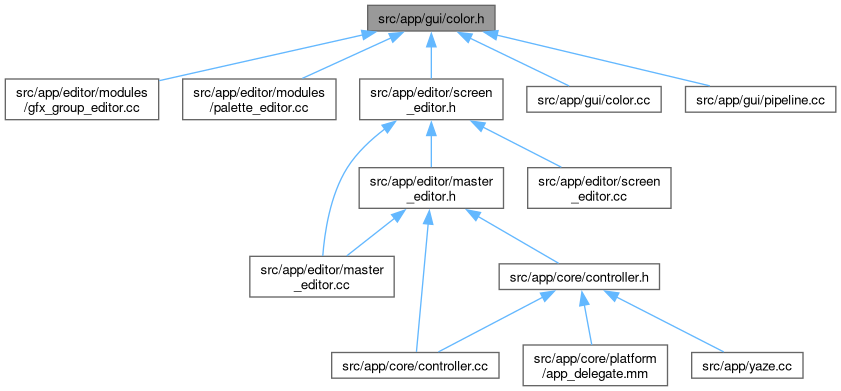 src/app/gui/color.h
src/app/editor/modules
/gfx_group_editor.cc
src/app/editor/modules
/palette_editor.cc
src/app/editor/screen
_editor.h
src/app/gui/color.cc
src/app/gui/pipeline.cc
src/app/editor/master
_editor.h
src/app/editor/screen
_editor.cc
src/app/editor/master
_editor.cc
src/app/core/controller.h
src/app/core/controller.cc
src/app/core/platform
/app_delegate.mm
src/app/yaze.cc